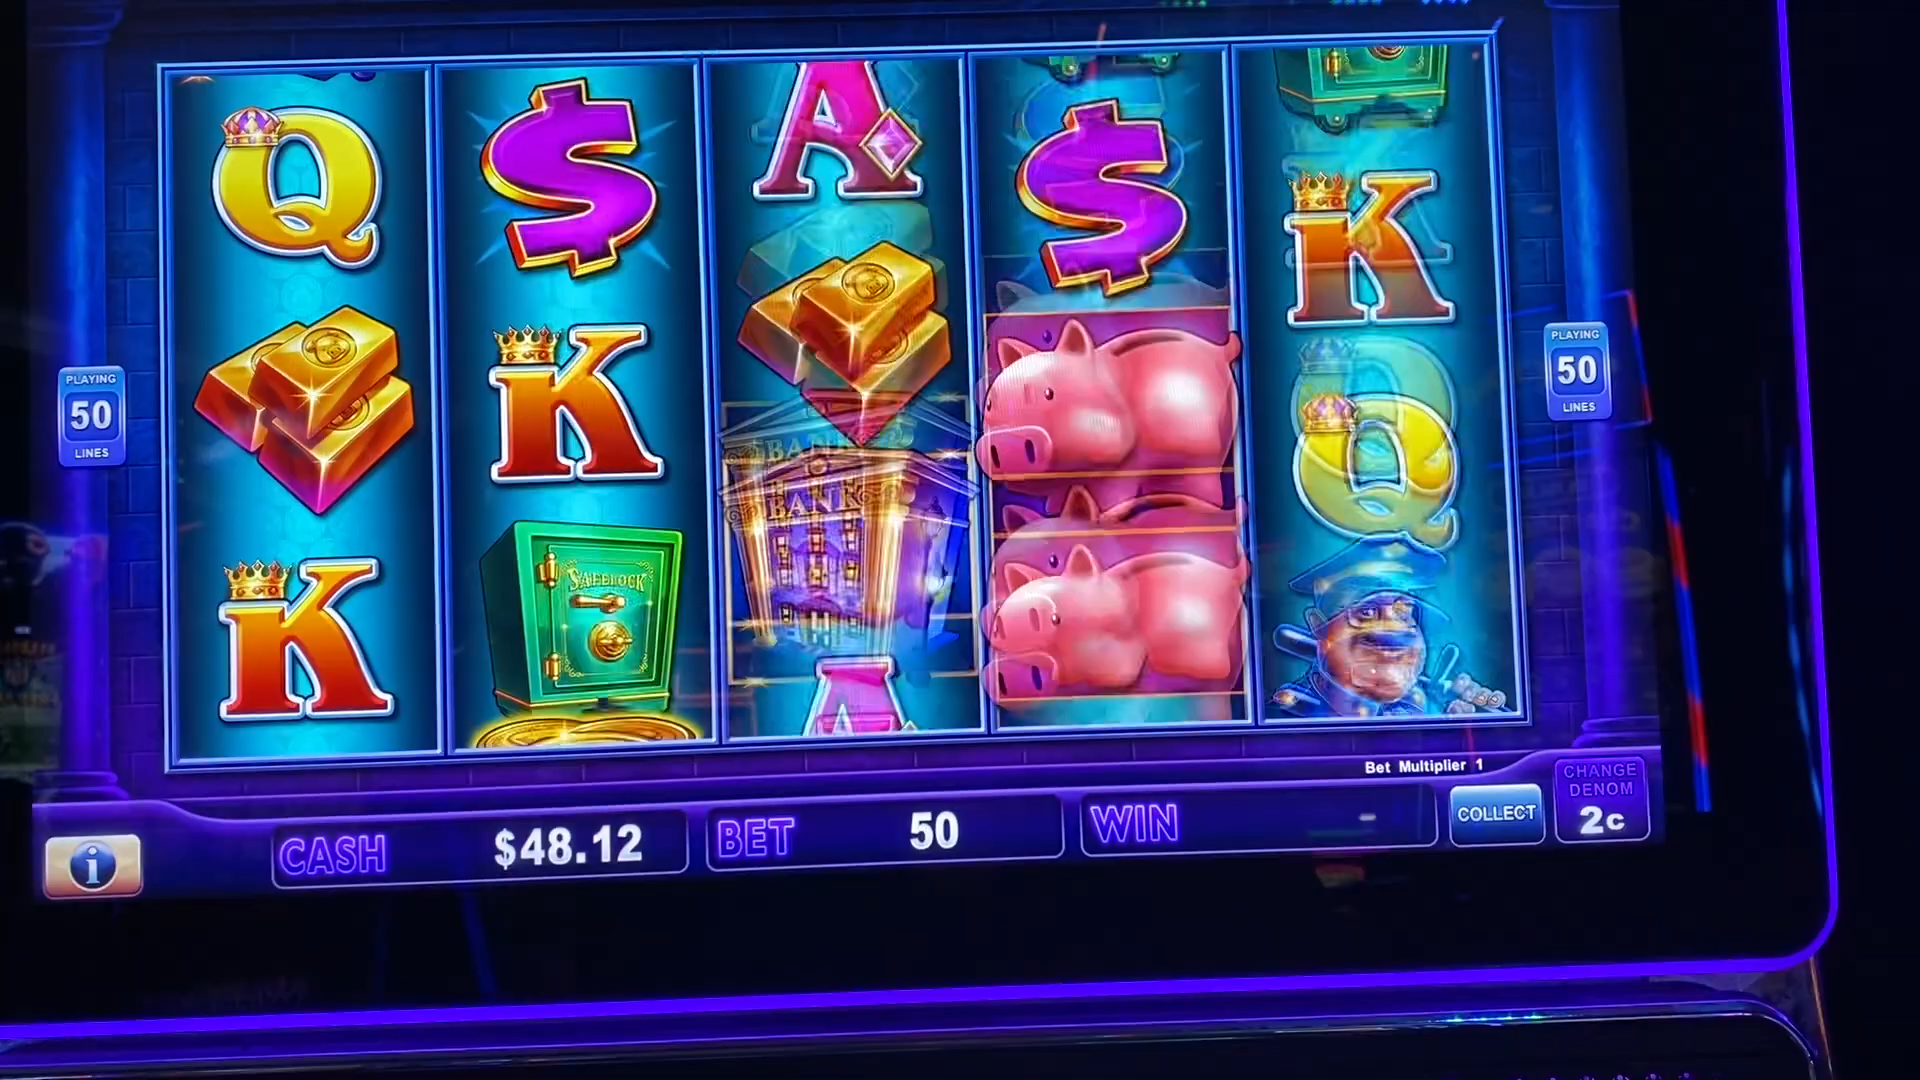 Q
$
A
$
K
K
Q
K
SAFELOCK
BANK
BANK
A
PLAYING
50
LINES
PLAYING
50
LINES
Bet Multiplier 1
CASH $48.12
BET 50
WIN
COLLECT
CHANGE
DENOM
2c
i